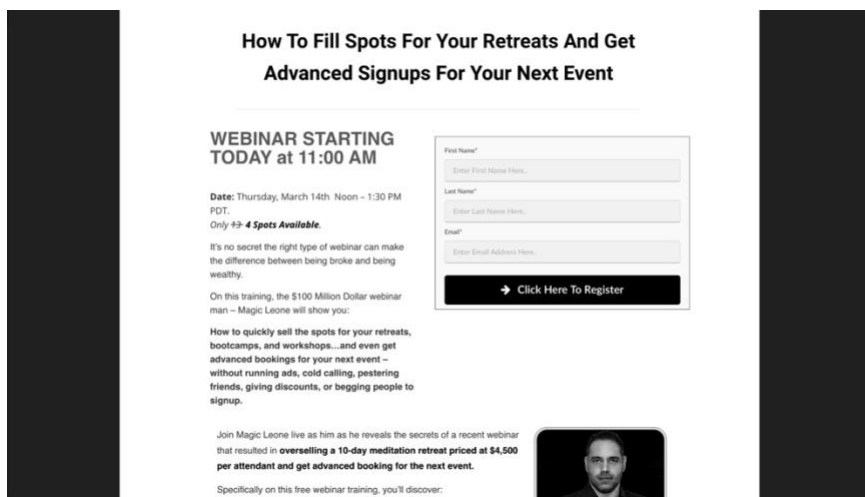 How To Fill Spots For Your Retreats And Get
Advanced Signups For Your Next Event
WEBINAR STARTING
TODAY at 11:00 AM
Date: Thursday, March 14th Noon – 1:30 PM
PDT.
Only 13 4 Spots Available.
It's no secret the right type of webinar can make
the difference between being broke and being
wealthy.
On this training, the $100 Million Dollar webinar
man – Magic Leone will show you:
How to quickly sell the spots for your retreats,
bootcamps, and workshops…and even get
advanced bookings for your next event –
without running ads, cold calling, pestering
friends, giving discounts, or begging people to
signup.
First Name*
Enter First Name Here..
Last Name*
Enter Last Name Here..
Email*
Enter Email Address Here..
→ Click Here To Register
Join Magic Leone live as him as he reveals the secrets of a recent webinar
that resulted in overselling a 10-day meditation retreat priced at $4,500
per attendant and get advanced booking for the next event.
Specifically on this free webinar training, you'll discover: